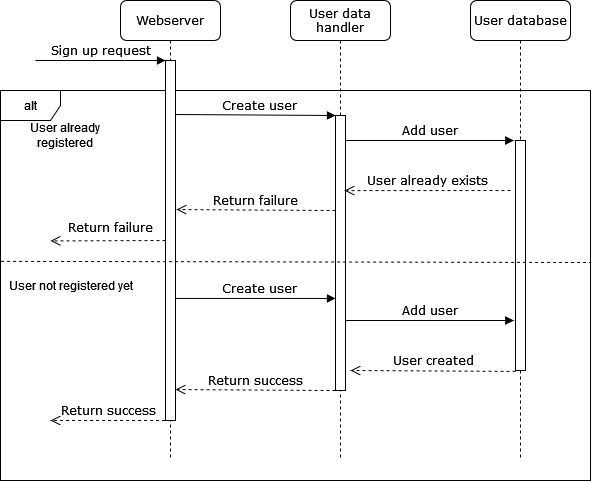 Webserver
User data
handler
User database
Sign up request
alt
Create user
User already
registered
Add user
User already exists
Return failure
Return failure
User not registered yet
Create user
Add user
User created
Return success
Return success